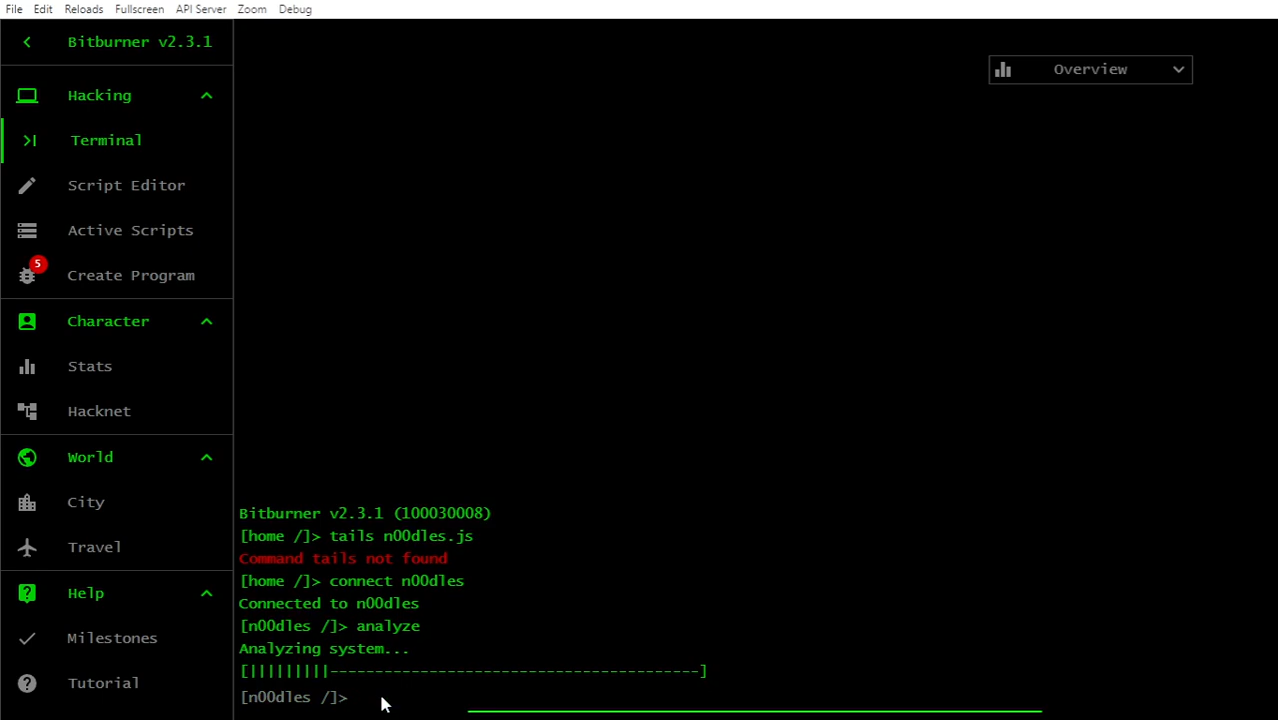 File Edit Reloads Fullscreen API Server Zoom Debug
Bitburner v2.3.1
Overview
Hacking
Terminal
Script Editor
Active Scripts
5
Create Program
Character
Stats
Hacknet
World
City
Travel
Help
Milestones
Tutorial
Bitburner v2.3.1 (100030008)
[home /]> tails n00dles.js
Command tails not found
[home /]> connect n00dles
Connected to n00dles
[n00dles /]> analyze
Analyzing system...
[|||||||||-----------------------------------------]
[n00dles /]>